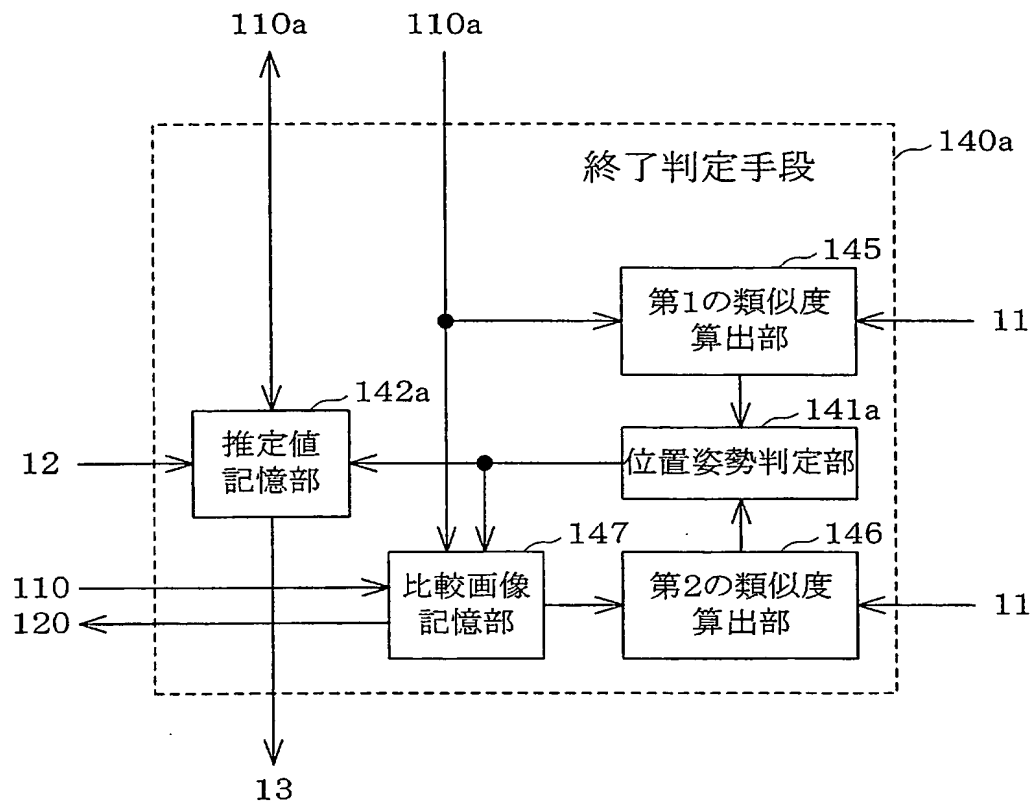 110a
110a
140a
終了判定手段
145
第1の類似度
算出部
11
142a
141a
推定値
記憶部
12
位置姿勢判定部
147
146
110
120
比較画像
記憶部
第2の類似度
算出部
11
13